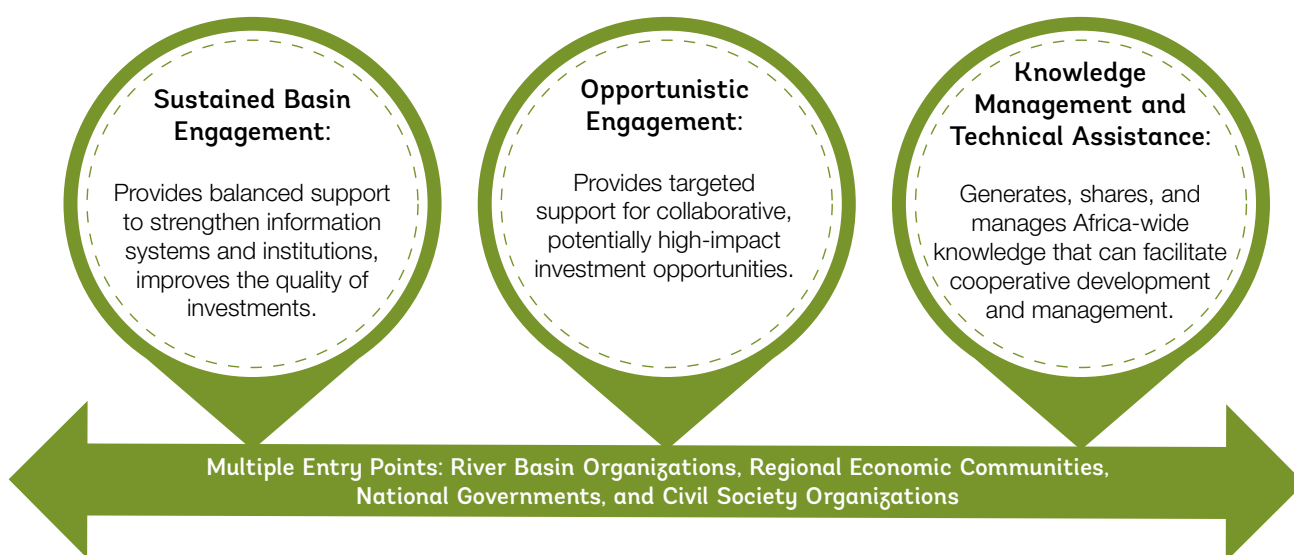 Sustained Basin
Engagement:
Provides balanced support
to strengthen information
systems and institutions,
improves the quality of
investments.
Opportunistic
Engagement:
Provides targeted
support for collaborative,
potentially high-impact
investment opportunities.
Knowledge
Management and
Technical Assistance:
Generates, shares, and
manages Africa-wide
knowledge that can facilitate
cooperative development
and management.
Multiple Entry Points: River Basin Organizations, Regional Economic Communities,
National Governments, and Civil Society Organizations